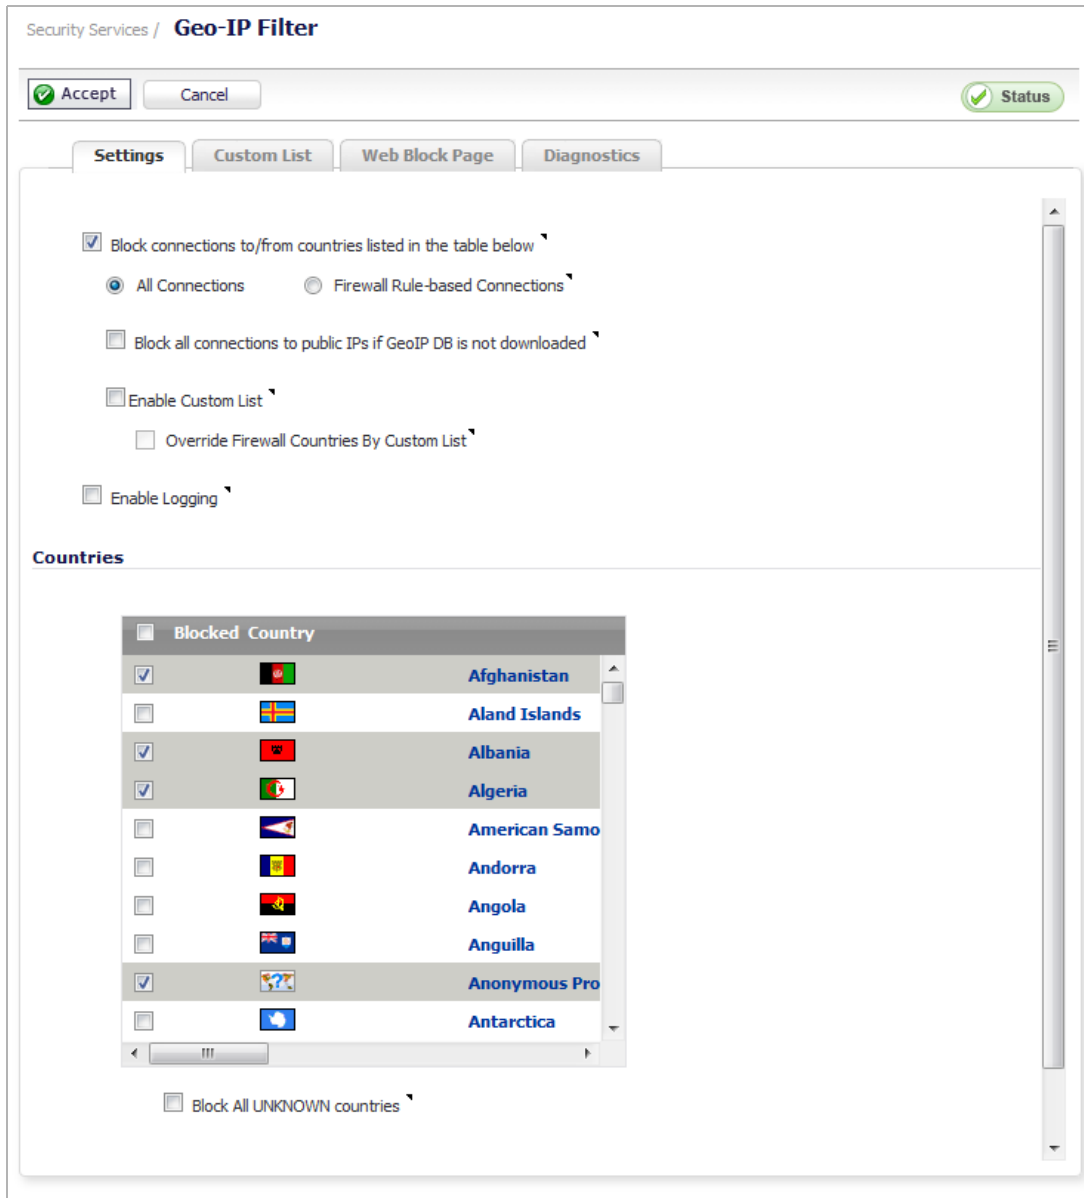 Security Services / Geo-IP Filter
Accept Cancel Status
Settings Custom List Web Block Page Diagnostics
Block connections to/from countries listed in the table below
All Connections Firewall Rule-based Connections
Block all connections to public IPs if GeoIP DB is not downloaded
Enable Custom List
Override Firewall Countries By Custom List
Enable Logging
Countries
Blocked Country
Afghanistan
Aland Islands
Albania
Algeria
American Samo
Andorra
Angola
Anguilla
Anonymous Pro
Antarctica
Block All UNKNOWN countries